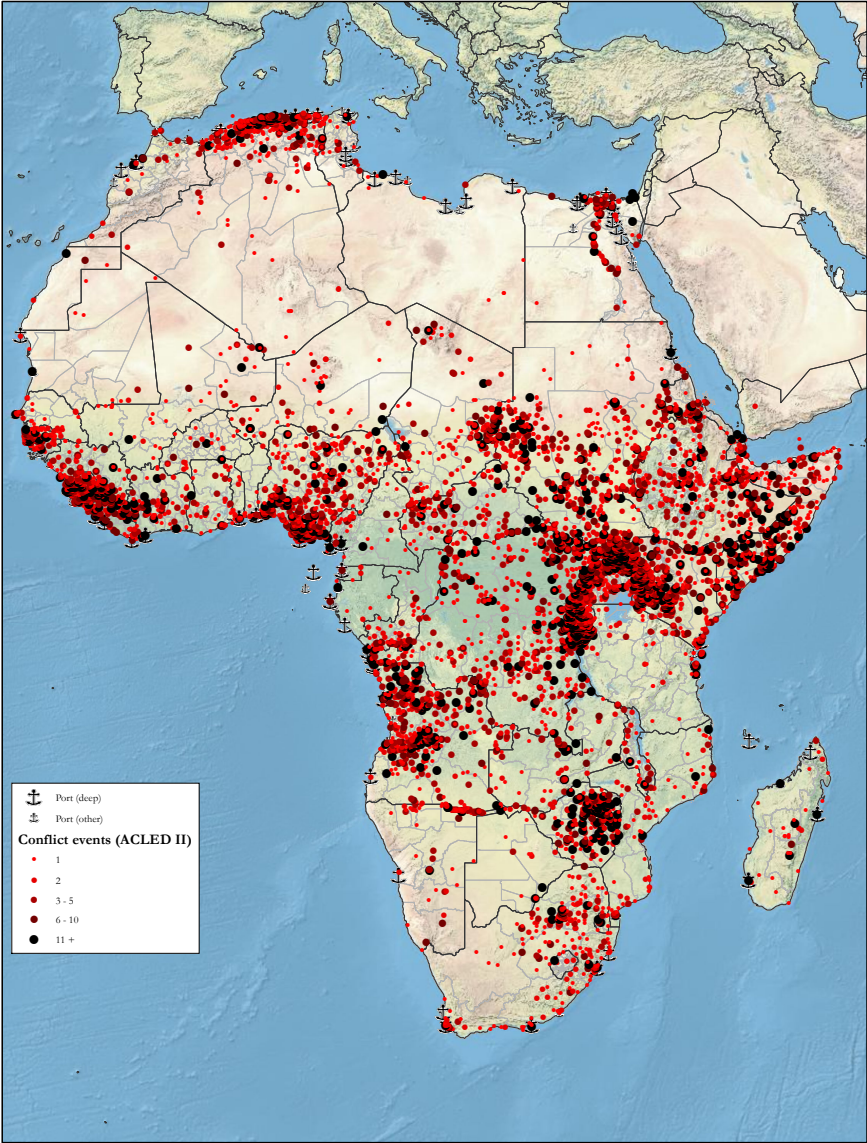 Port (deep)
Port (other)
Conflict events (ACLED II)
1
2
3 - 5
6 - 10
11 +